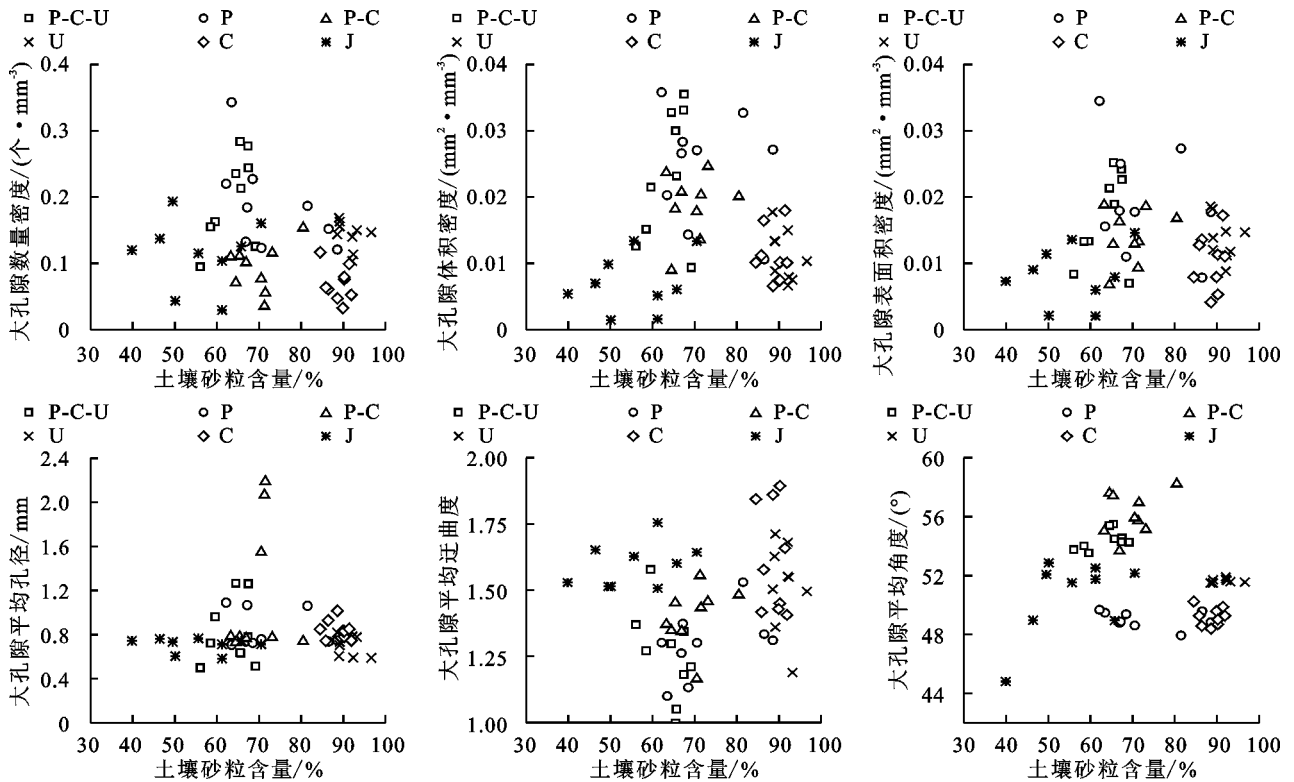 P-C-U P P-C
U C J
大孔隙数量密度/(个·mm⁻³)
0.4
0.3
0.2
0.1
0
30 40 50 60 70 80 90 100
土壤砂粒含量/%
P-C-U P P-C
U C J
大孔隙体积密度/(mm²·mm⁻³)
0.04
0.03
0.02
0.01
0
30 40 50 60 70 80 90 100
土壤砂粒含量/%
P-C-U P P-C
U C J
大孔隙表面积密度/(mm²·mm⁻³)
0.04
0.03
0.02
0.01
0
30 40 50 60 70 80 90 100
土壤砂粒含量/%
P-C-U P P-C
U C J
大孔隙平均孔径/mm
2.4
2.0
1.6
1.2
0.8
0.4
0
30 40 50 60 70 80 90 100
土壤砂粒含量/%
P-C-U P P-C
U C J
大孔隙平均迂曲度
2.00
1.75
1.50
1.25
1.00
30 40 50 60 70 80 90 100
土壤砂粒含量/%
P-C-U P P-C
U C J
大孔隙平均角度/(°)
60
56
52
48
44
30 40 50 60 70 80 90 100
土壤砂粒含量/%